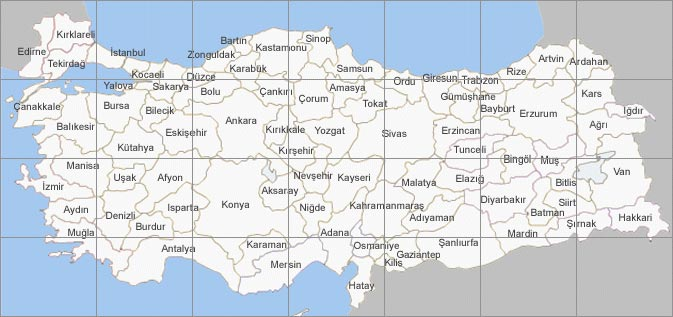 Kırklareli
Edirne
Tekirdağ
İstanbul
Kocaeli
Yalova
Sakarya
Düzce
Zonguldak
Bartın
Karabük
Kastamonu
Sinop
Samsun
Ordu
Giresun
Trabzon
Rize
Artvin
Ardahan
Çanakkale
Bursa
Bilecik
Bolu
Çankırı
Çorum
Amasya
Tokat
Gümüşhane
Bayburt
Erzurum
Kars
Iğdır
Balıkesir
Kütahya
Eskişehir
Ankara
Kırıkkale
Yozgat
Sivas
Erzincan
Ağrı
Kırşehir
Tunceli
Manisa
Uşak
Afyon
Nevşehir
Kayseri
Malatya
Elazığ
Bingöl
Muş
Bitlis
Van
İzmir
Aksaray
Aydın
Denizli
Isparta
Konya
Niğde
Kahramanmaraş
Adıyaman
Diyarbakır
Batman
Siirt
Hakkari
Muğla
Burdur
Antalya
Karaman
Mersin
Adana
Osmaniye
Gaziantep
Kilis
Şanlıurfa
Mardin
Şırnak
Hatay